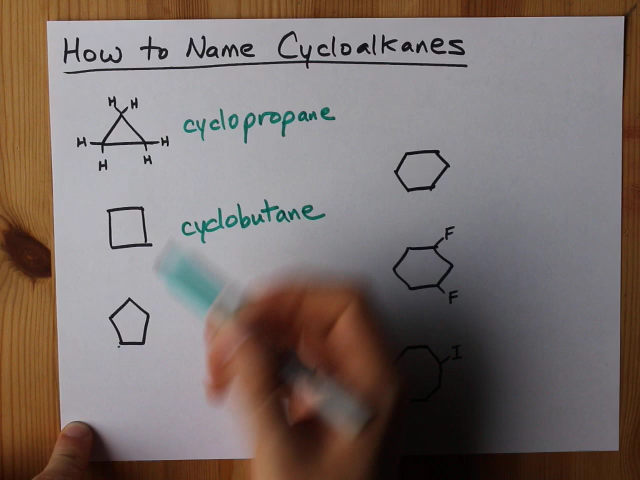 How to Name Cycloalkanes
H H
H H
H H
cyclopropane
cyclobutane
F
F
I